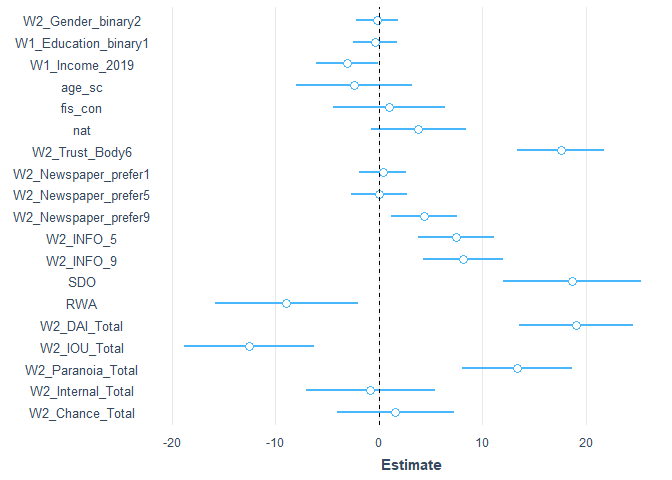 W2_Gender_binary2
W1_Education_binary1
W1_Income_2019
age_sc
fis_con
nat
W2_Trust_Body6
W2_Newspaper_prefer1
W2_Newspaper_prefer5
W2_Newspaper_prefer9
W2_INFO_5
W2_INFO_9
SDO
RWA
W2_DAI_Total
W2_IOU_Total
W2_Paranoia_Total
W2_Internal_Total
W2_Chance_Total
-20 -10 0 10 20
Estimate